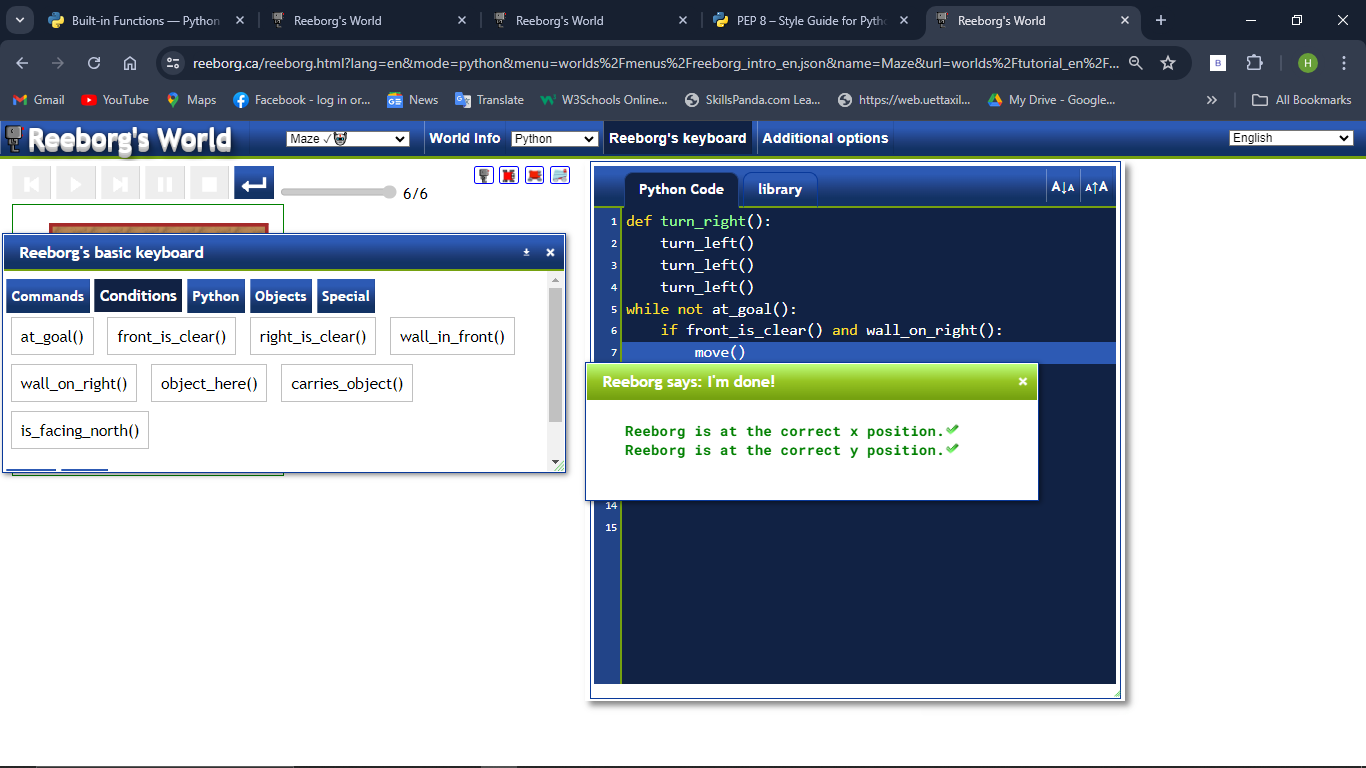 Built-in Functions — Python
Reeborg's World
Reeborg's World
PEP 8 – Style Guide for Pyth
Reeborg's World
reeborg.ca/reeborg.html?lang=en&mode=python&menu=worlds%2Fmenus%2Freeborg_intro_en.json&name=Maze&url=worlds%2Ftutorial_en%2F...
B
H
Gmail
YouTube
Maps
Facebook - log in or...
News
Translate
W3Schools Online...
SkillsPanda.com Lea...
https://web.uettaxil...
My Drive - Google...
»
All Bookmarks
Reeborg's World
Maze ✓
World Info
Python
Reeborg's keyboard
Additional options
English
6/6
Python Code
library
A↓A
A↑A
Reeborg's basic keyboard
Commands
Conditions
Python
Objects
Special
at_goal()
front_is_clear()
right_is_clear()
wall_in_front()
wall_on_right()
object_here()
carries_object()
is_facing_north()
1 def turn_right():
2 turn_left()
3 turn_left()
4 turn_left()
5 while not at_goal():
6 if front_is_clear() and wall_on_right():
7 move()
Reeborg says: I'm done!
Reeborg is at the correct x position.
Reeborg is at the correct y position.
14
15